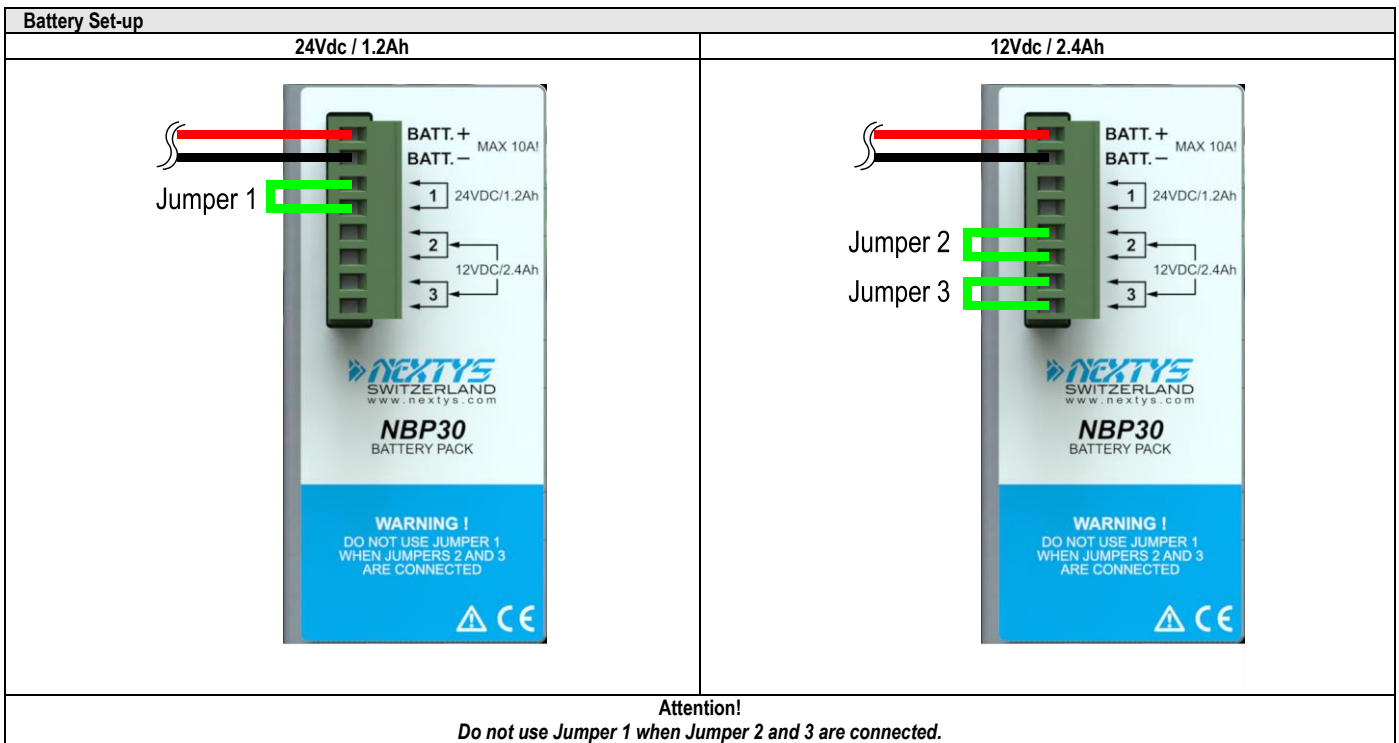 Battery Set-up
24Vdc / 1.2Ah
12Vdc / 2.4Ah
BATT. +
BATT. –
MAX 10A!
Jumper 1
1
24VDC/1.2Ah
2
12VDC/2.4Ah
3
NEXTYS
SWITZERLAND
www.nextys.com
NBP30
BATTERY PACK
WARNING !
DO NOT USE JUMPER 1
WHEN JUMPERS 2 AND 3
ARE CONNECTED
CE
BATT. +
BATT. –
MAX 10A!
1
24VDC/1.2Ah
Jumper 2
2
12VDC/2.4Ah
Jumper 3
3
NEXTYS
SWITZERLAND
www.nextys.com
NBP30
BATTERY PACK
WARNING !
DO NOT USE JUMPER 1
WHEN JUMPERS 2 AND 3
ARE CONNECTED
CE
Attention!
Do not use Jumper 1 when Jumper 2 and 3 are connected.